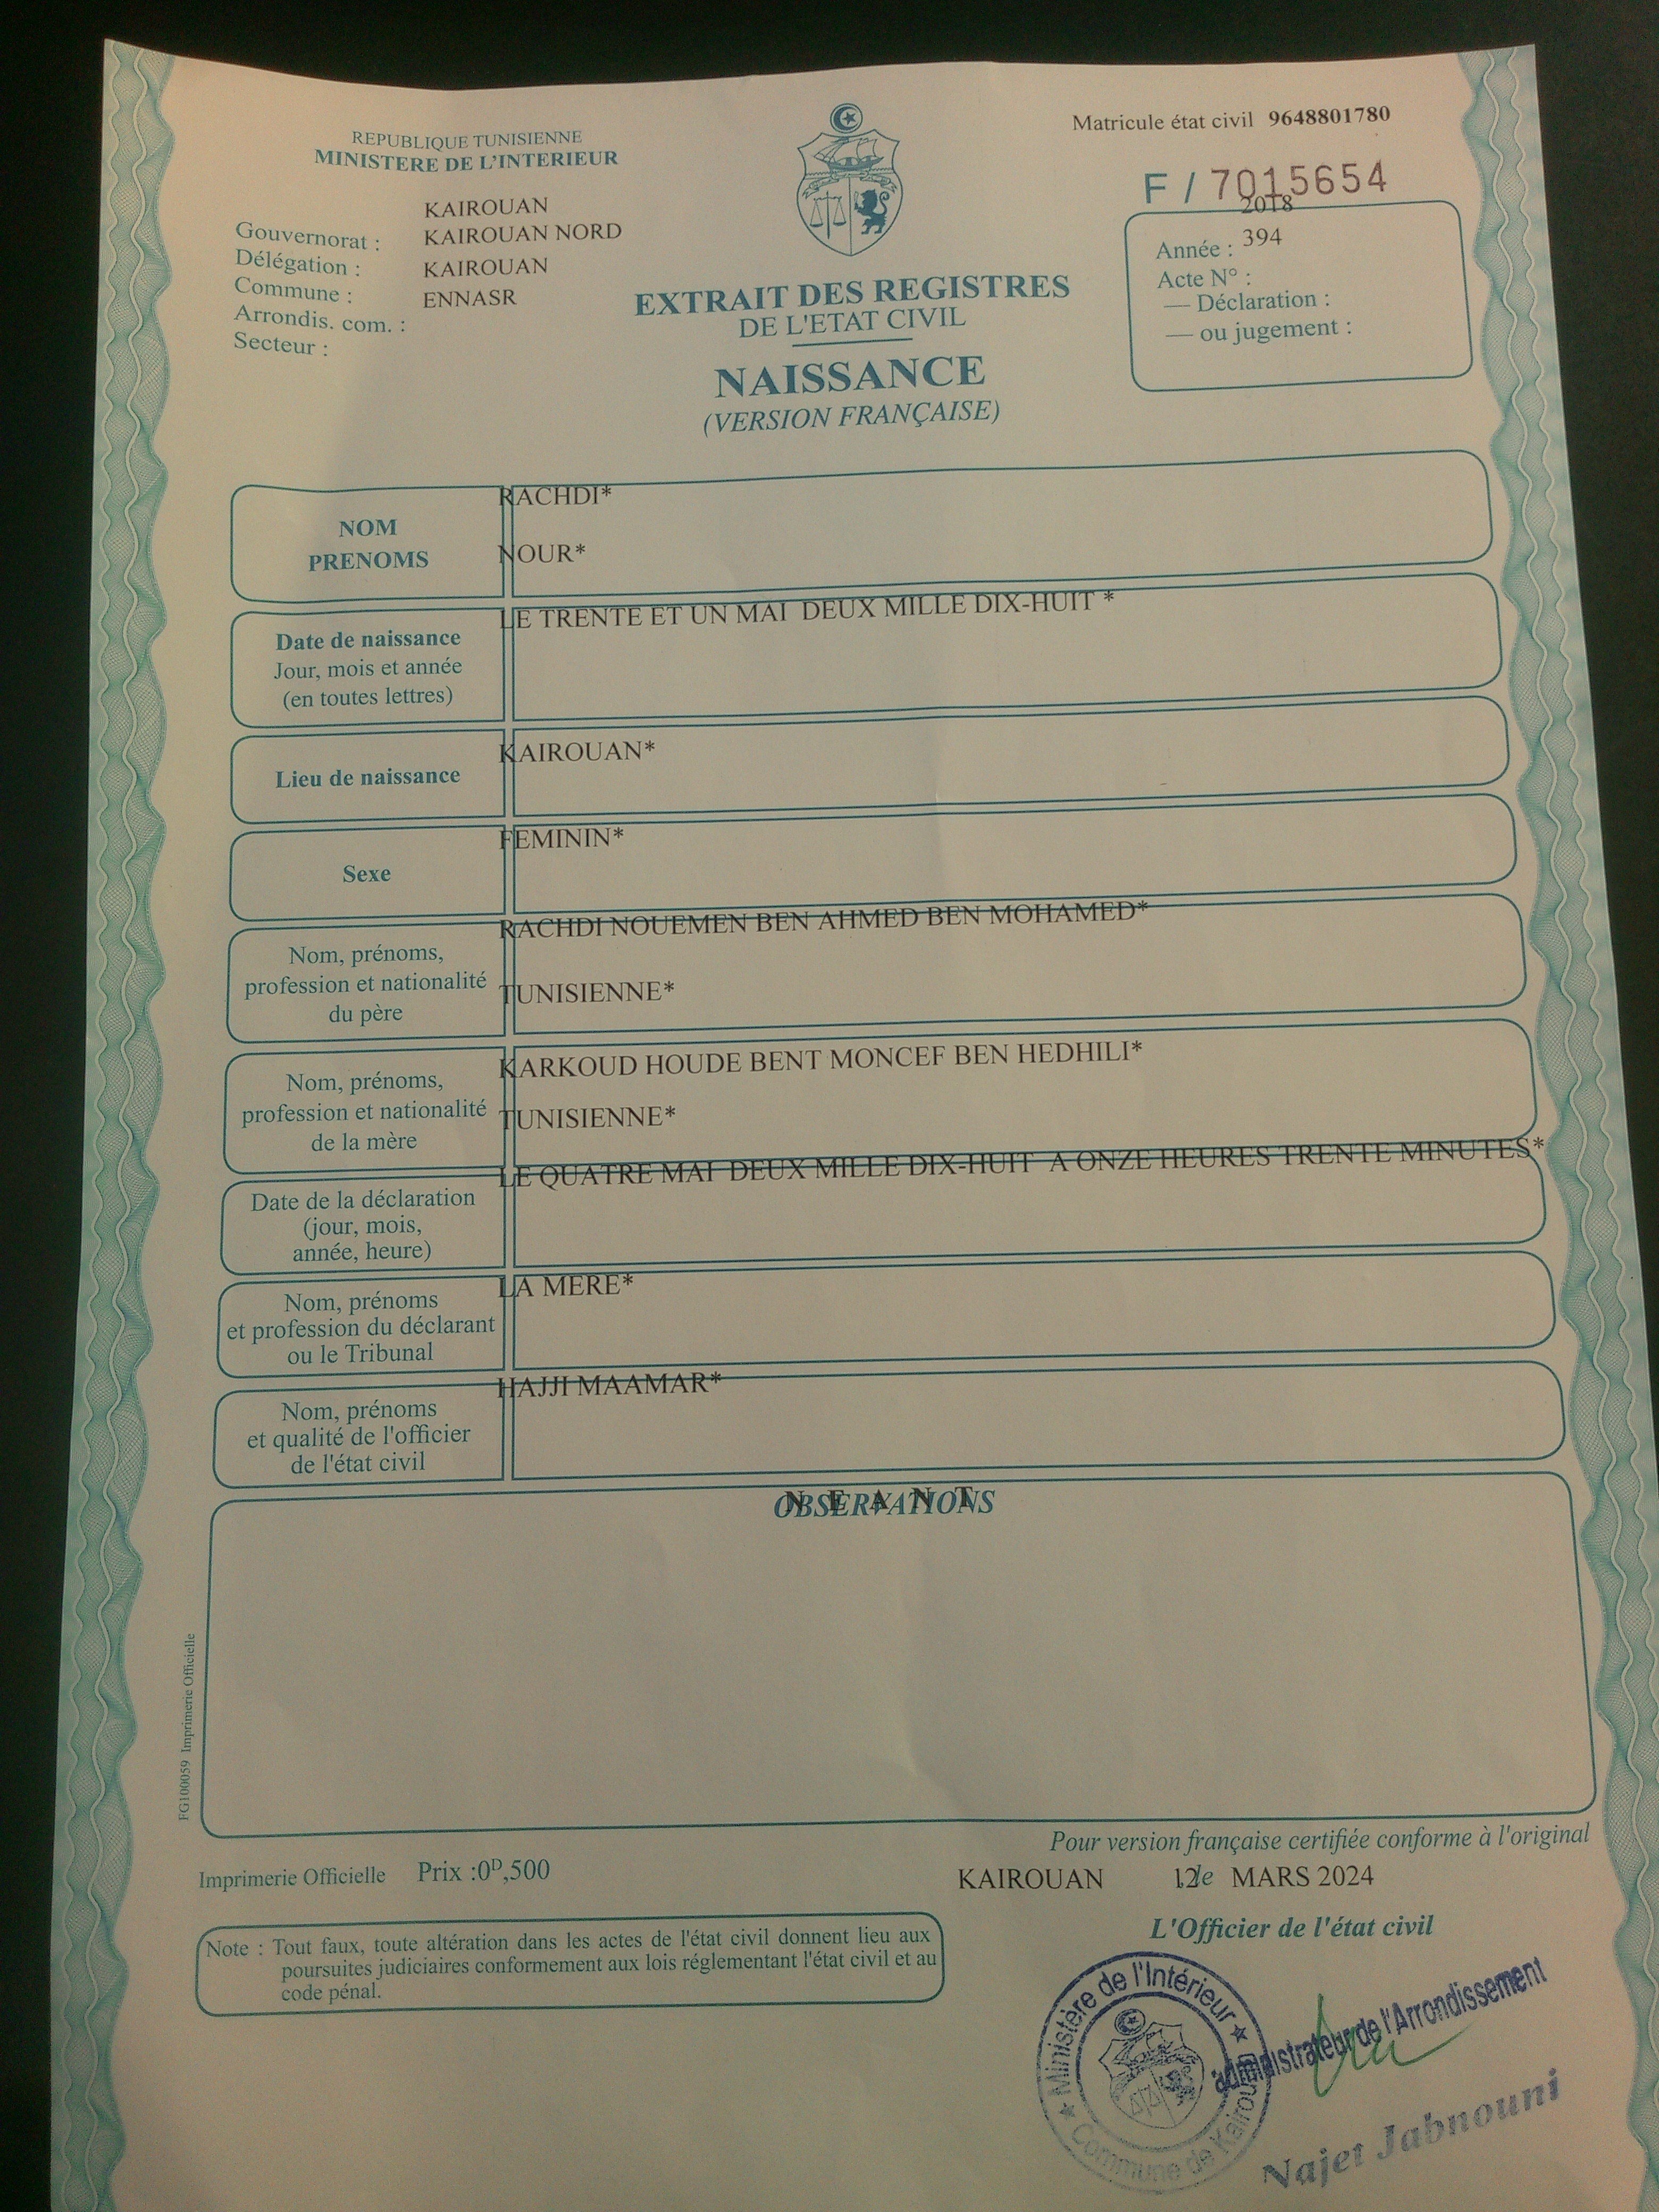 REPUBLIQUE TUNISIENNE
MINISTERE DE L'INTERIEUR
Matricule état civil 9648801780
F / 7015654
KAIROUAN
Gouvernorat : KAIROUAN NORD
Délégation : KAIROUAN
Commune : ENNASR
Arrondis. com. :
Secteur :
2018
Année : 394
Acte N° :
— Déclaration :
— ou jugement :
EXTRAIT DES REGISTRES
DE L'ETAT CIVIL
NAISSANCE
(VERSION FRANÇAISE)
NOM
PRENOMS
RACHDI*
NOUR*
Date de naissance
Jour, mois et année
(en toutes lettres)
LE TRENTE ET UN MAI DEUX MILLE DIX-HUIT *
Lieu de naissance
KAIROUAN*
Sexe
FEMININ*
Nom, prénoms,
profession et nationalité
du père
RACHDI NOUEMEN BEN AHMED BEN MOHAMED*
TUNISIENNE*
Nom, prénoms,
profession et nationalité
de la mère
KARKOUD HOUDE BENT MONCEF BEN HEDHILI*
TUNISIENNE*
Date de la déclaration
(jour, mois,
année, heure)
LE QUATRE MAI DEUX MILLE DIX-HUIT A ONZE HEURES TRENTE MINUTES*
Nom, prénoms
et profession du déclarant
ou le Tribunal
LA MERE*
Nom, prénoms
et qualité de l'officier
de l'état civil
HAJJI MAAMAR*
OBSERVATIONS
N E A N T
FG100059 Imprimerie Officielle
Pour version française certifiée conforme à l'original
Imprimerie Officielle Prix :0ᴰ,500
KAIROUAN le 12 MARS 2024
L'Officier de l'état civil
Note : Tout faux, toute altération dans les actes de l'état civil donnent lieu aux
poursuites judiciaires conformement aux lois réglementant l'état civil et au
code pénal.
Ministère de l'Intérieur
Commune de Kairouan
administrateur de l'Arrondissement
Najet Jabnouni